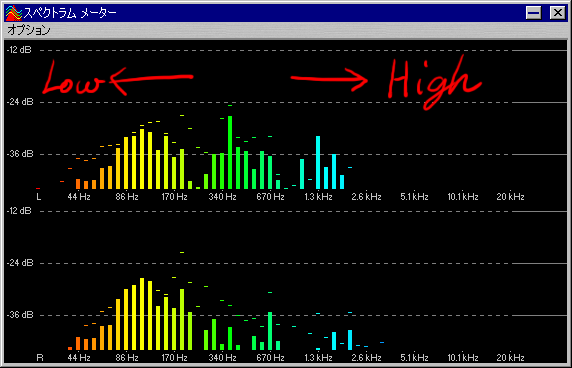 スペクトラム メーター
オプション
-12 dB
Low ← → High
-24 dB
-36 dB
L 44 Hz 86 Hz 170 Hz 340 Hz 670 Hz 1.3 kHz 2.6 kHz 5.1 kHz 10.1 kHz 20 kHz
-12 dB
-24 dB
-36 dB
R 44 Hz 86 Hz 170 Hz 340 Hz 670 Hz 1.3 kHz 2.6 kHz 5.1 kHz 10.1 kHz 20 kHz